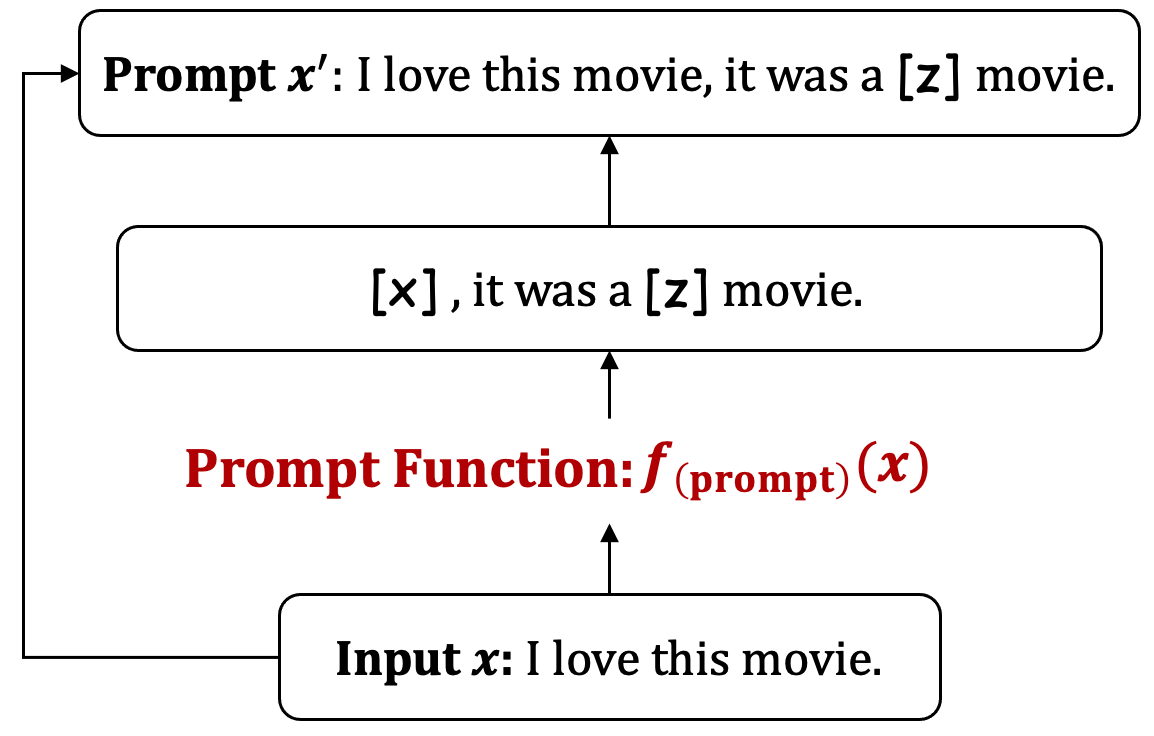 Prompt x′: I love this movie, it was a [z] movie.
[x] , it was a [z] movie.
Prompt Function: f(prompt)(x)
Input x: I love this movie.